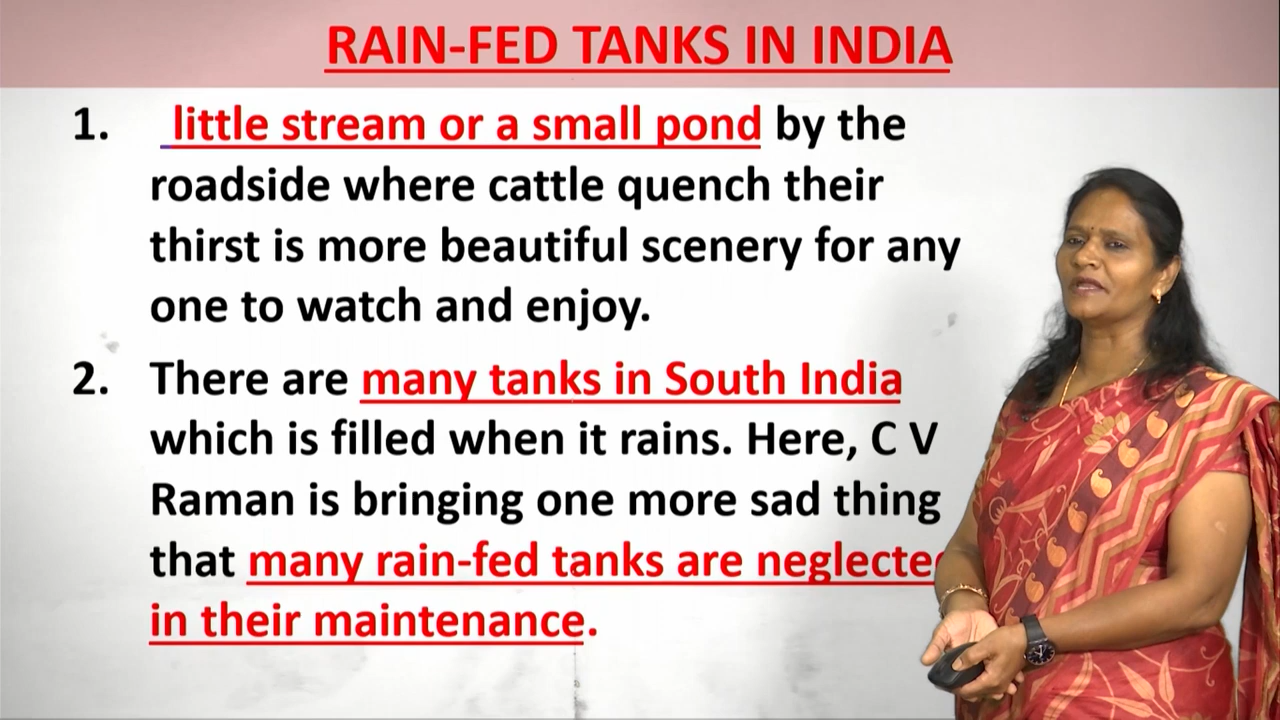 RAIN-FED TANKS IN INDIA
1. little stream or a small pond by the
roadside where cattle quench their
thirst is more beautiful scenery for any
one to watch and enjoy.
2. There are many tanks in South India
which is filled when it rains. Here, C V
Raman is bringing one more sad thing
that many rain-fed tanks are neglected
in their maintenance.